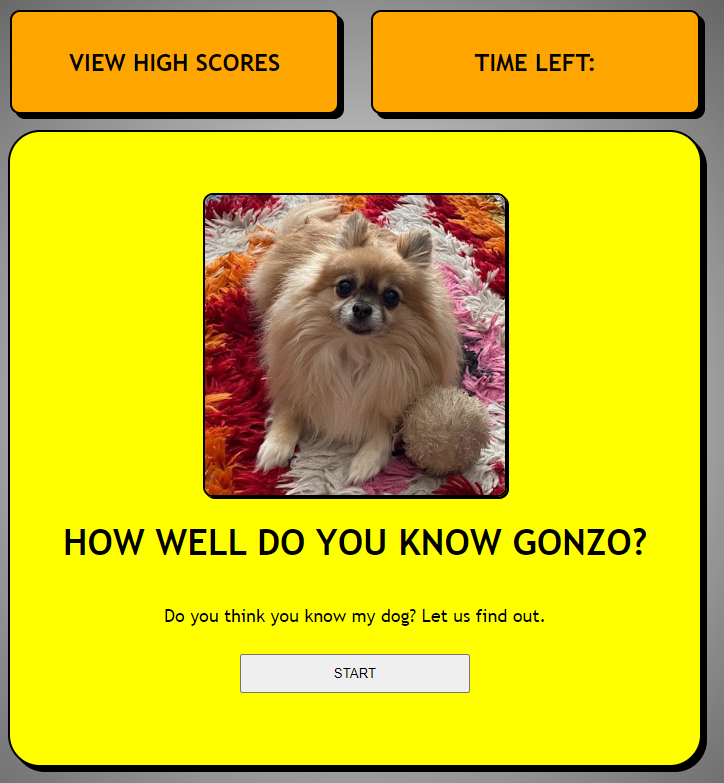 VIEW HIGH SCORES
TIME LEFT:
HOW WELL DO YOU KNOW GONZO?
Do you think you know my dog? Let us find out.
START